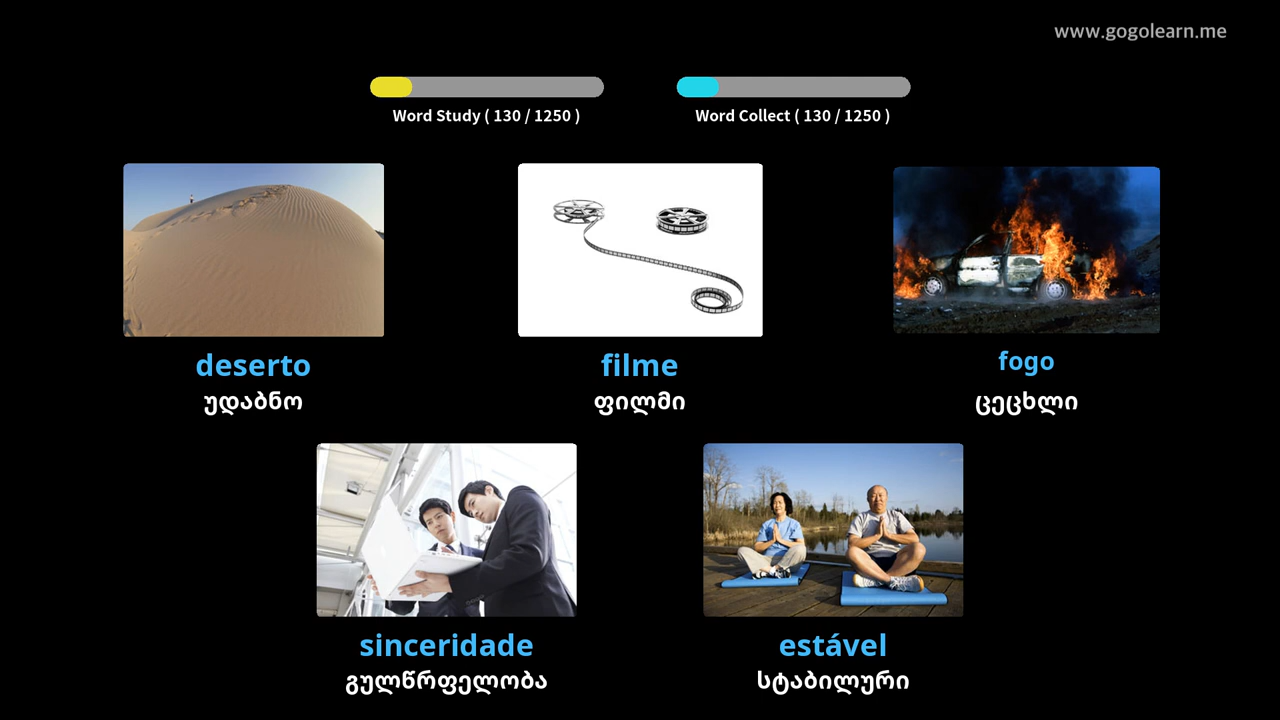 www.gogolearn.me
Word Study ( 130 / 1250 )
Word Collect ( 130 / 1250 )
deserto
უდაბნო
filme
ფილმი
fogo
ცეცხლი
sinceridade
გულწრფელობა
estável
სტაბილური